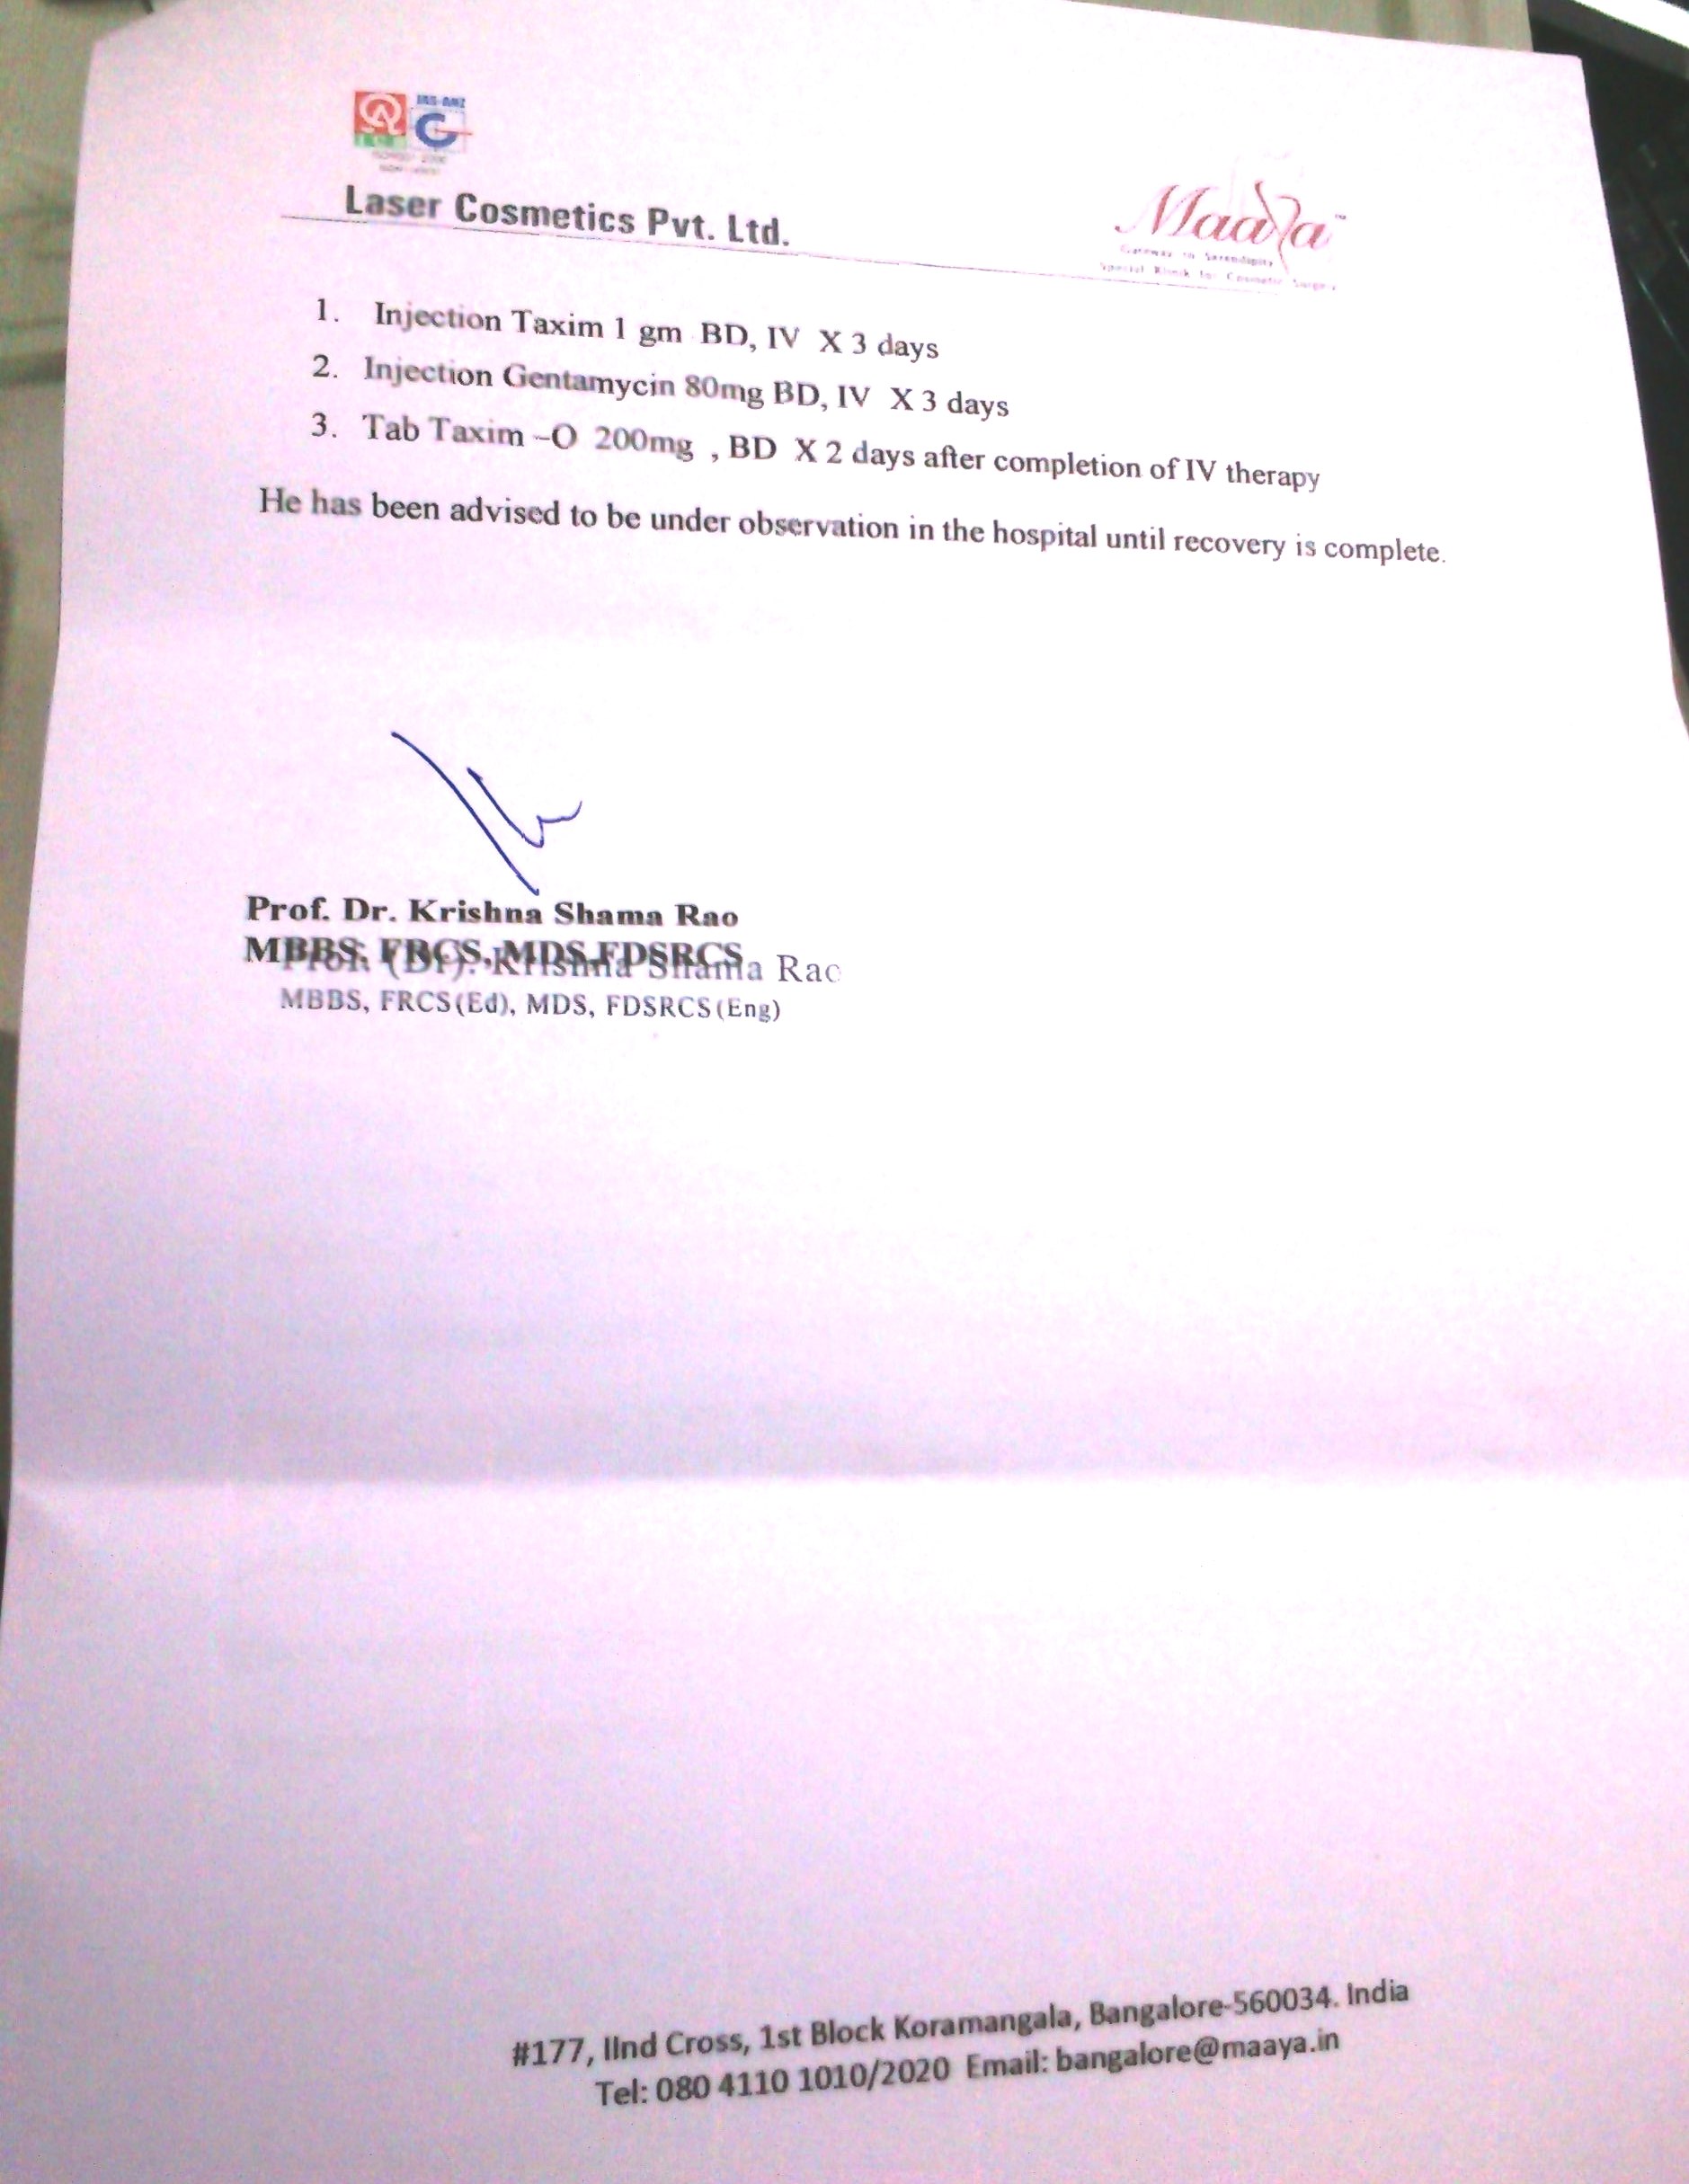 Laser Cosmetics Pvt. Ltd.
Maaya
1. Injection Taxim 1 gm BD, IV X 3 days
2. Injection Gentamycin 80mg BD, IV X 3 days
3. Tab Taxim –O 200mg , BD X 2 days after completion of IV therapy
He has been advised to be under observation in the hospital until recovery is complete.
Prof. Dr. Krishna Shama Rao
MBBS, FRCS, MDS, FDSRCS
Prof. (Dr). Krishna Shama Rao
MBBS, FRCS(Ed), MDS, FDSRCS(Eng)
#177, IInd Cross, 1st Block Koramangala, Bangalore-560034. India
Tel: 080 4110 1010/2020 Email: bangalore@maaya.in